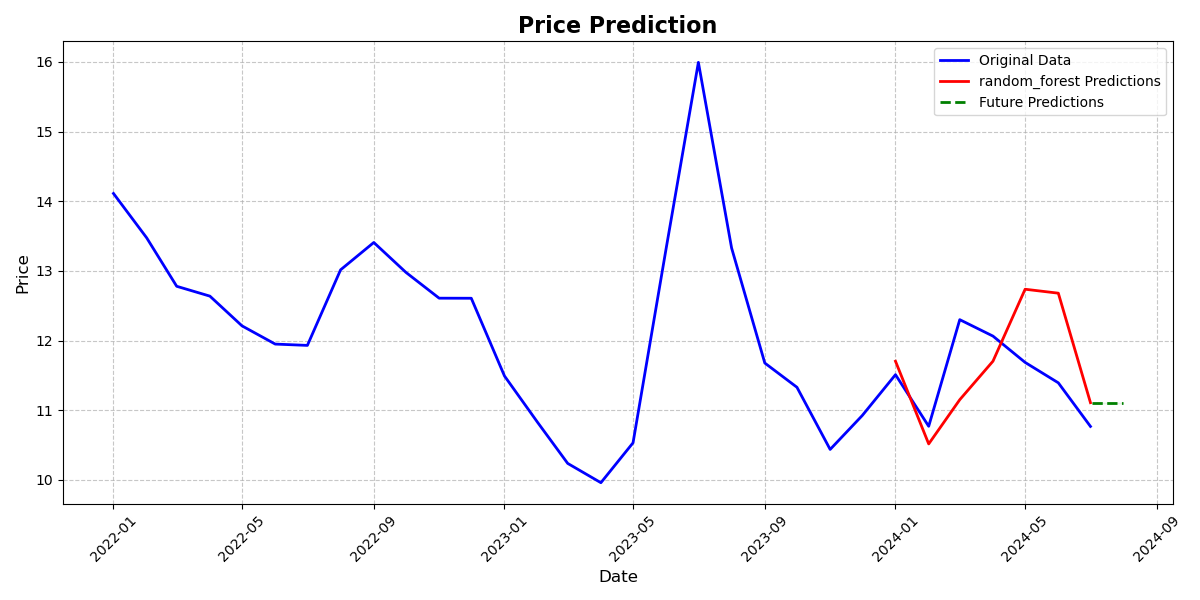 Price Prediction
Original Data
random_forest Predictions
Future Predictions
Price
16
15
14
13
12
11
10
2022-01
2022-05
2022-09
2023-01
2023-05
2023-09
2024-01
2024-05
2024-09
Date